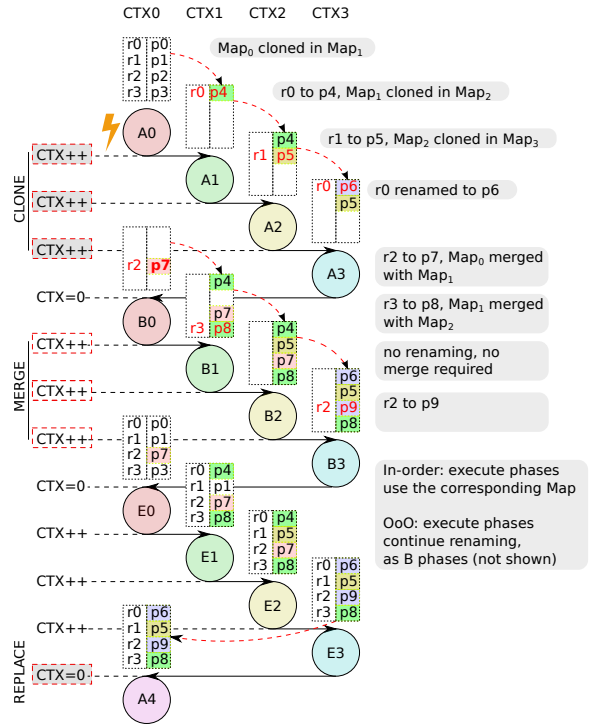 CTX0 CTX1 CTX2 CTX3
r0 p0
r1 p1
r2 p2
r3 p3
Map0 cloned in Map1
r0 p4
r0 to p4, Map1 cloned in Map2
A0
p4
r1 p5
r1 to p5, Map2 cloned in Map3
CTX++
A1
r0 p6
p5
r0 renamed to p6
CLONE
CTX++
A2
CTX++
r2 p7
A3
r2 to p7, Map0 merged
with Map1
p4
p7
r3 p8
CTX=0
B0
r3 to p8, Map1 merged
with Map2
p4
p5
p7
p8
CTX++
B1
no renaming, no
merge required
MERGE
p6
p5
r2 p9
p8
CTX++
B2
r2 to p9
r0 p0
r1 p1
r2 p7
r3 p3
CTX++
B3
r0 p4
r1 p1
r2 p7
r3 p8
In-order: execute phases
use the corresponding Map
CTX=0
E0
r0 p4
r1 p5
r2 p7
r3 p8
OoO: execute phases
continue renaming,
as B phases (not shown)
CTX++
E1
r0 p6
r1 p5
r2 p9
r3 p8
CTX++
E2
r0 p6
r1 p5
r2 p9
r3 p8
CTX++
E3
REPLACE
CTX=0
A4